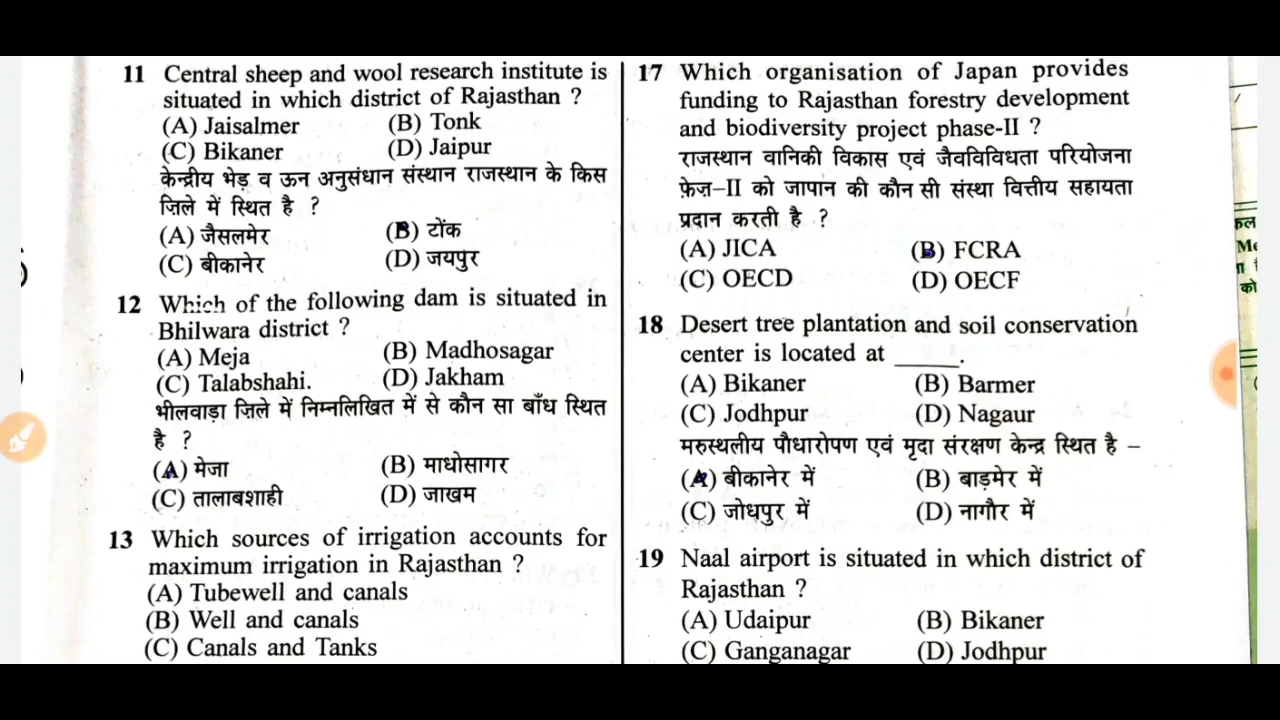 11 Central sheep and wool research institute is
situated in which district of Rajasthan ?
(A) Jaisalmer (B) Tonk
(C) Bikaner (D) Jaipur
केन्द्रीय भेड़ व ऊन अनुसंधान संस्थान राजस्थान के किस
ज़िले में स्थित है ?
(A) जैसलमेर (B) टोंक
(C) बीकानेर (D) जयपुर
12 Which of the following dam is situated in
Bhilwara district ?
(A) Meja (B) Madhosagar
(C) Talabshahi. (D) Jakham
भीलवाड़ा ज़िले में निम्नलिखित में से कौन सा बाँध स्थित
है ?
(A) मेजा (B) माधोसागर
(C) तालाबशाही (D) जाखम
13 Which sources of irrigation accounts for
maximum irrigation in Rajasthan ?
(A) Tubewell and canals
(B) Well and canals
(C) Canals and Tanks
17 Which organisation of Japan provides
funding to Rajasthan forestry development
and biodiversity project phase-II ?
राजस्थान वानिकी विकास एवं जैवविविधता परियोजना
फ़ेज़-II को जापान की कौन सी संस्था वित्तीय सहायता
प्रदान करती है ?
(A) JICA (B) FCRA
(C) OECD (D) OECF
18 Desert tree plantation and soil conservation
center is located at ______.
(A) Bikaner (B) Barmer
(C) Jodhpur (D) Nagaur
मरुस्थलीय पौधारोपण एवं मृदा संरक्षण केन्द्र स्थित है –
(A) बीकानेर में (B) बाड़मेर में
(C) जोधपुर में (D) नागौर में
19 Naal airport is situated in which district of
Rajasthan ?
(A) Udaipur (B) Bikaner
(C) Ganganagar (D) Jodhpur
को